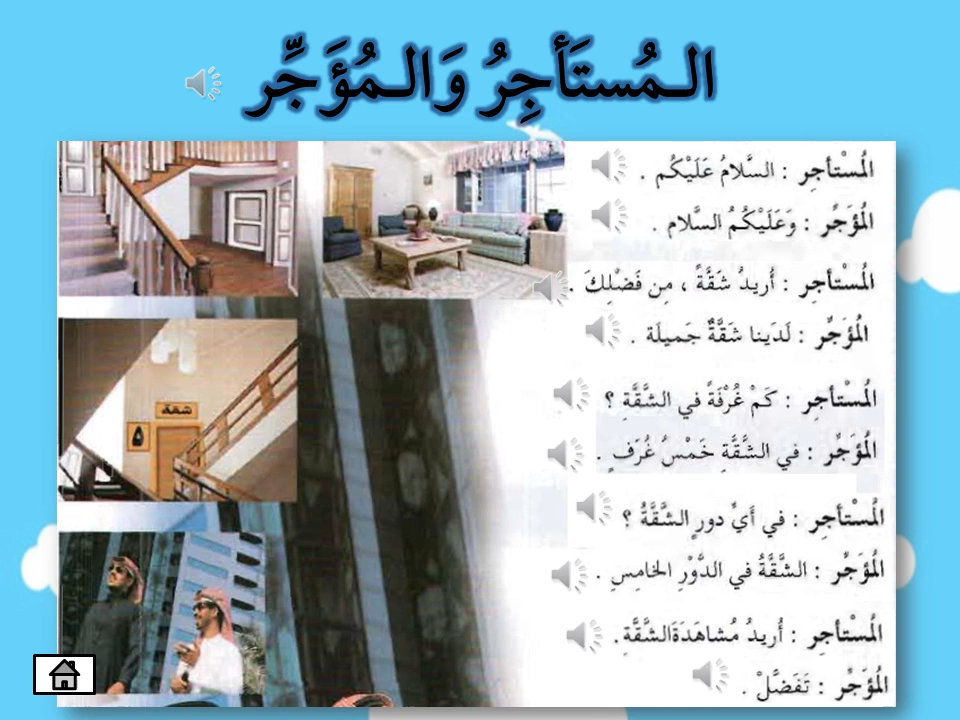 الـمُستَأجِرُ وَالـمُؤَجِّر
المُسْتأجِر : السَّلامُ عَلَيْكُم .
المُؤَجِّر : وَعَلَيْكُمُ السَّلام .
المُسْتأجِر : أُريدُ شَقَّةً ، مِن فَضْلِكَ .
المُؤَجِّر : لَدَينا شَقَّةٌ جَميلَة .
المُسْتأجِر : كَمْ غُرْفَةً في الشَّقَّةِ ؟
المُؤَجِّر : في الشَّقَّةِ خَمْسُ غُرَفٍ .
المُسْتأجِر : في أَيِّ دورٍ الشَّقَّةُ ؟
المُؤَجِّر : الشَّقَّةُ في الدَّوْرِ الخامِسِ .
المُسْتأجِر : أُريدُ مُشاهَدَةَالشَّقَّةِ .
المُؤَجِّر : تَفَضَّلْ .
شقة
٥